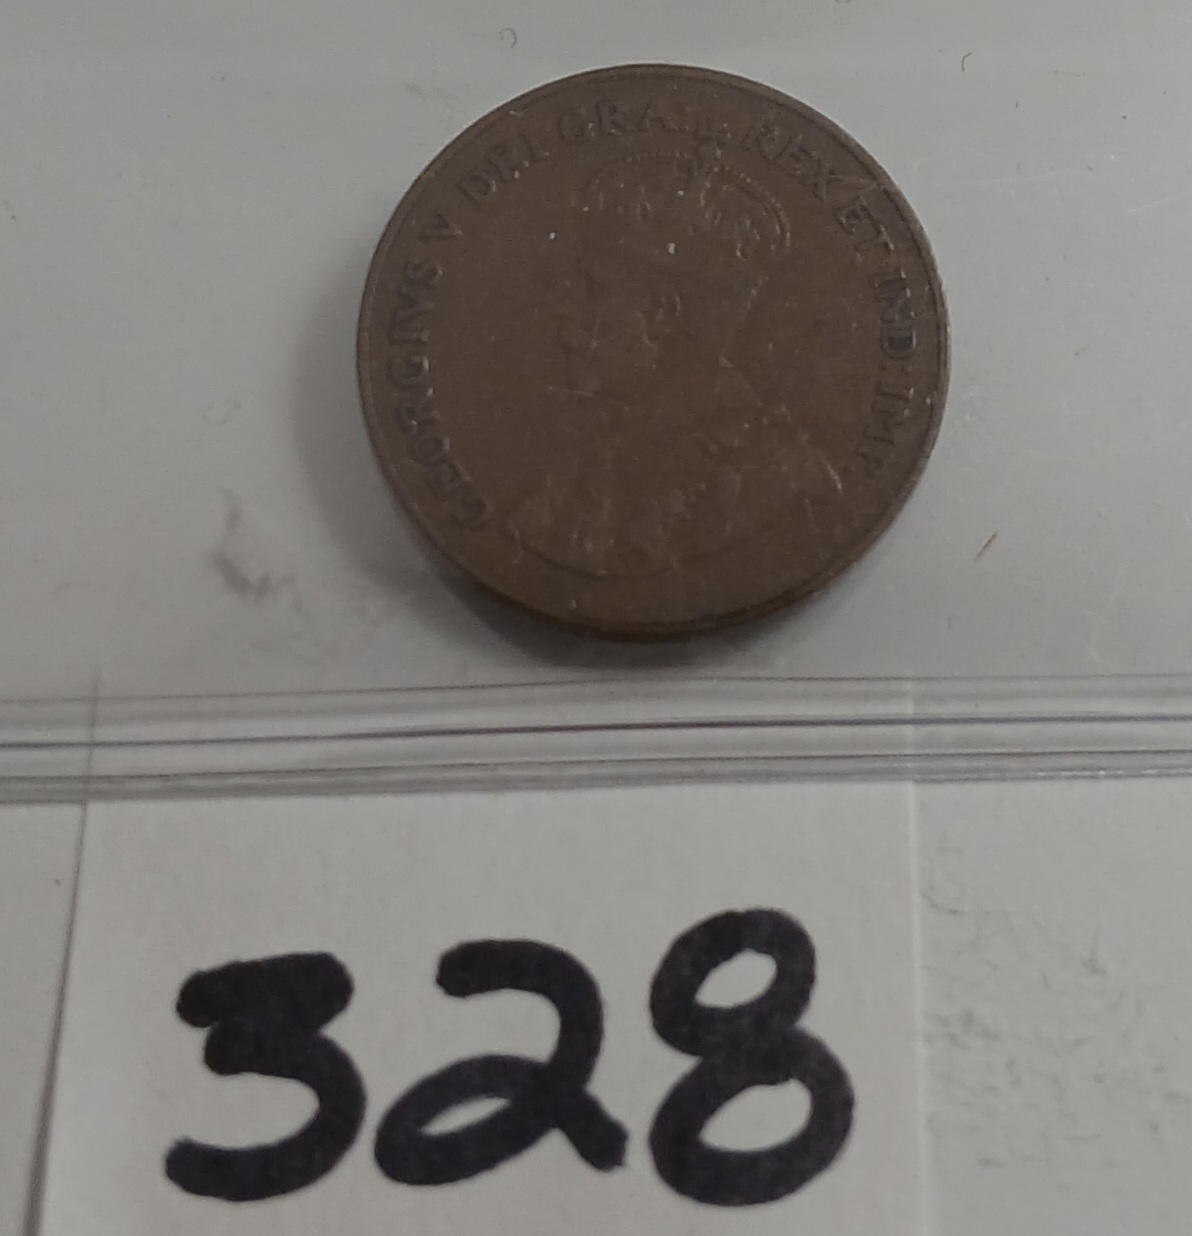 GEORGIVS V DEI GRA: REX ET IND: IMP:
328